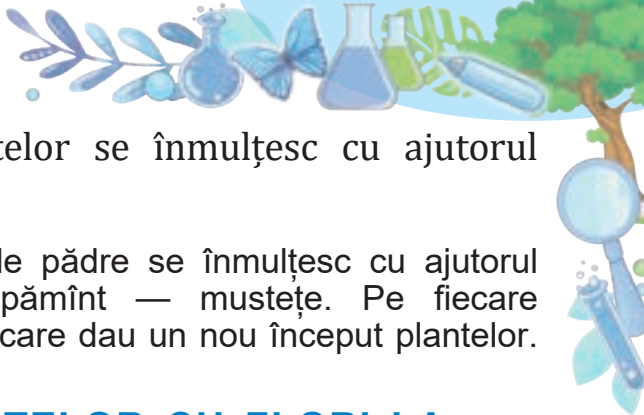 telor se înmulțesc cu ajutorul
le pădre se înmulțesc cu ajutorul
pămînt — mustețe. Pe fiecare
care dau un nou început plantelor.